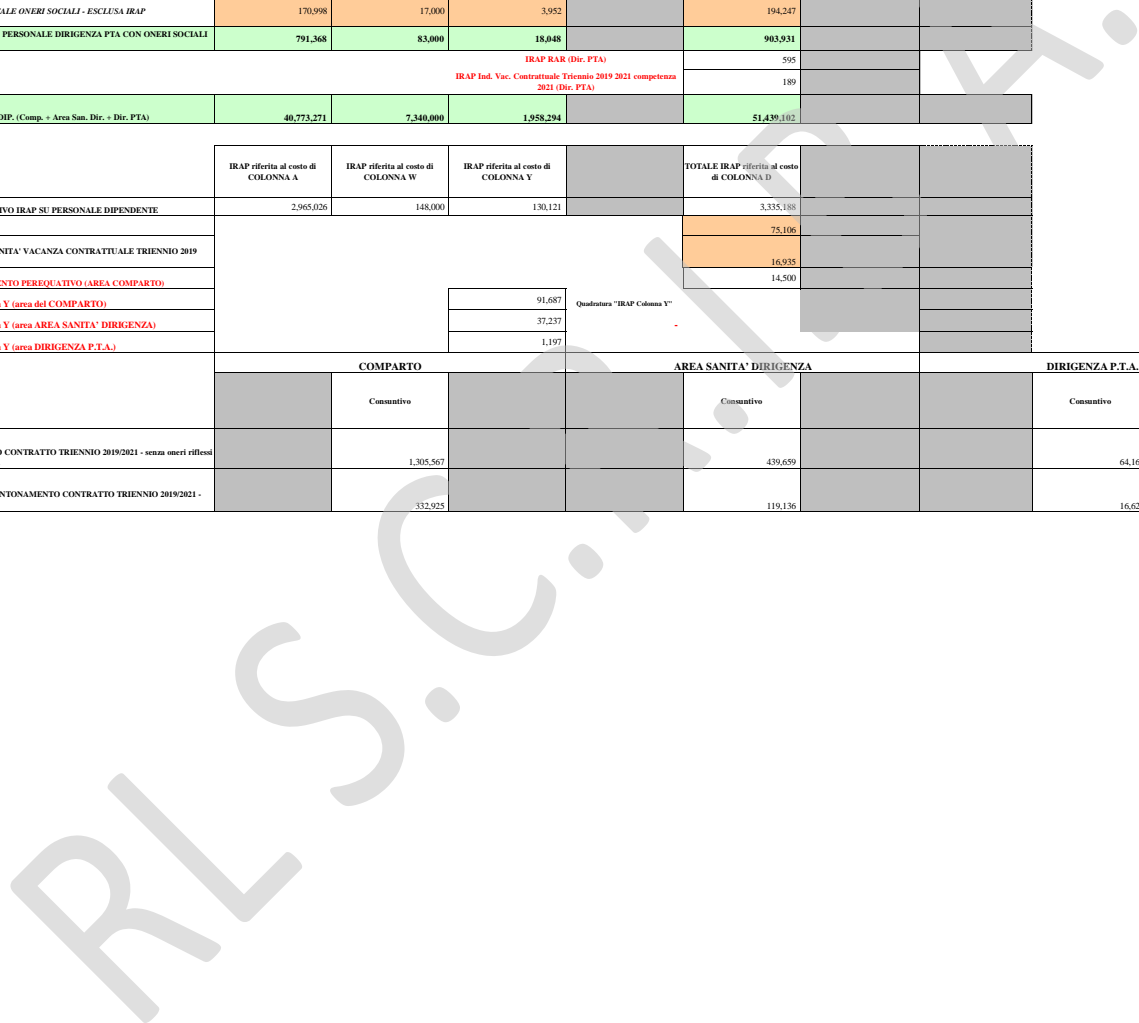 ALE ONERI SOCIALI - ESCLUSA IRAP 170,998 17,000 3,952 194,247
PERSONALE DIRIGENZA PTA CON ONERI SOCIALI 791,368 83,000 18,048 903,931
IRAP RAR (Dir. PTA) 595
IRAP Ind. Vac. Contrattuale Triennio 2019 2021 competenza
2021 (Dir. PTA) 189
DIP. (Comp. + Area San. Dir. + Dir. PTA) 40,773,271 7,340,000 1,958,294 51,439,102
IRAP riferita al costo di IRAP riferita al costo di IRAP riferita al costo di TOTALE IRAP riferita al costo
COLONNA A COLONNA W COLONNA Y di COLONNA D
IVO IRAP SU PERSONALE DIPENDENTE 2,965,026 148,000 130,121 3,335,188
75,106
NITA' VACANZA CONTRATTUALE TRIENNIO 2019
16,935
ENTO PEREQUATIVO (AREA COMPARTO) 14,500
a Y (area del COMPARTO) 91,687 Quadratura "IRAP Colonna Y"
a Y (area AREA SANITA' DIRIGENZA) 37,237 -
a Y (area DIRIGENZA P.T.A.) 1,197
COMPARTO AREA SANITA' DIRIGENZA DIRIGENZA P.T.A.
Consuntivo Consuntivo Consuntivo
O CONTRATTO TRIENNIO 2019/2021 - senza oneri riflessi
1,305,567 439,659 64,16
NTONAMENTO CONTRATTO TRIENNIO 2019/2021 -
332,925 119,136 16,62
RL S.C.R.I.B.A.